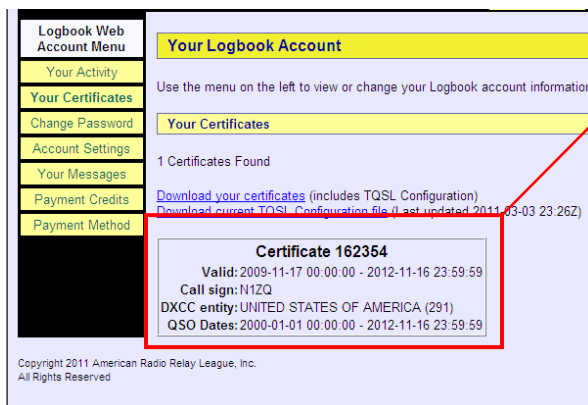 Logbook Web
Account Menu
Your Activity
Your Certificates
Change Password
Account Settings
Your Messages
Payment Credits
Payment Method
Your Logbook Account
Use the menu on the left to view or change your Logbook account information
Your Certificates
1 Certificates Found
Download your certificates (includes TQSL Configuration)
Download current TQSL Configuration file (Last updated 2011-03-03 23:26Z)
Certificate 162354
Valid: 2009-11-17 00:00:00 - 2012-11-16 23:59:59
Call sign: N1ZQ
DXCC entity: UNITED STATES OF AMERICA (291)
QSO Dates: 2000-01-01 00:00:00 - 2012-11-16 23:59:59
Copyright 2011 American Radio Relay League, Inc.
All Rights Reserved